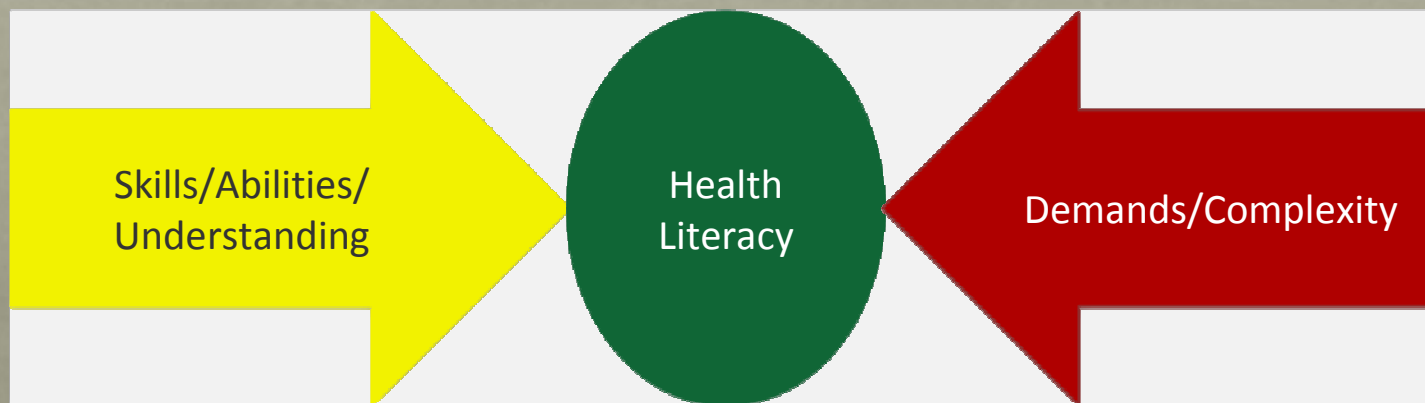 Skills/Abilities/
Understanding
Health
Literacy
Demands/Complexity